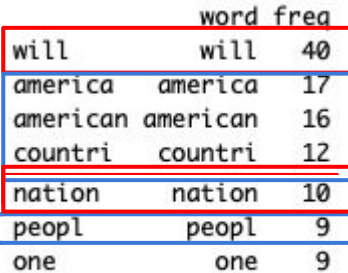 word freq
will will 40
america america 17
american american 16
countri countri 12
nation nation 10
peopl peopl 9
one one 9